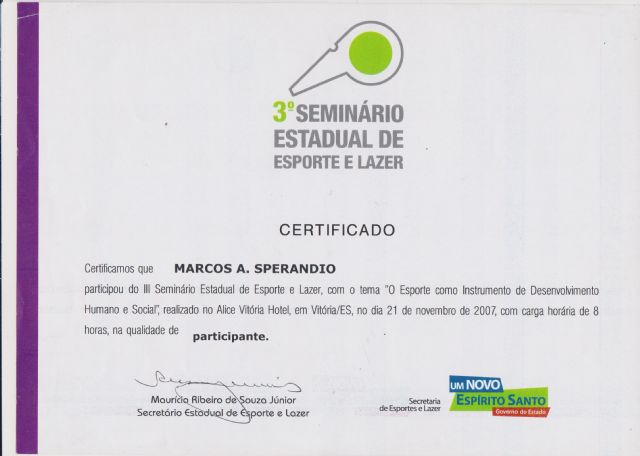 3º SEMINÁRIO
ESTADUAL DE
ESPORTE E LAZER
CERTIFICADO
Certificamos que MARCOS A. SPERANDIO
participou do III Seminário Estadual de Esporte e Lazer, com o tema "O Esporte como Instrumento de Desenvolvimento
Humano e Social", realizado no Alice Vitória Hotel, em Vitória/ES, no dia 21 de novembro de 2007, com carga horária de 8
horas, na qualidade de participante.
Maurício Ribeiro de Souza Júnior
Secretário Estadual de Esporte e Lazer
Secretaria
de Esportes e Lazer
UM NOVO
ESPÍRITO SANTO
Governo do Estado